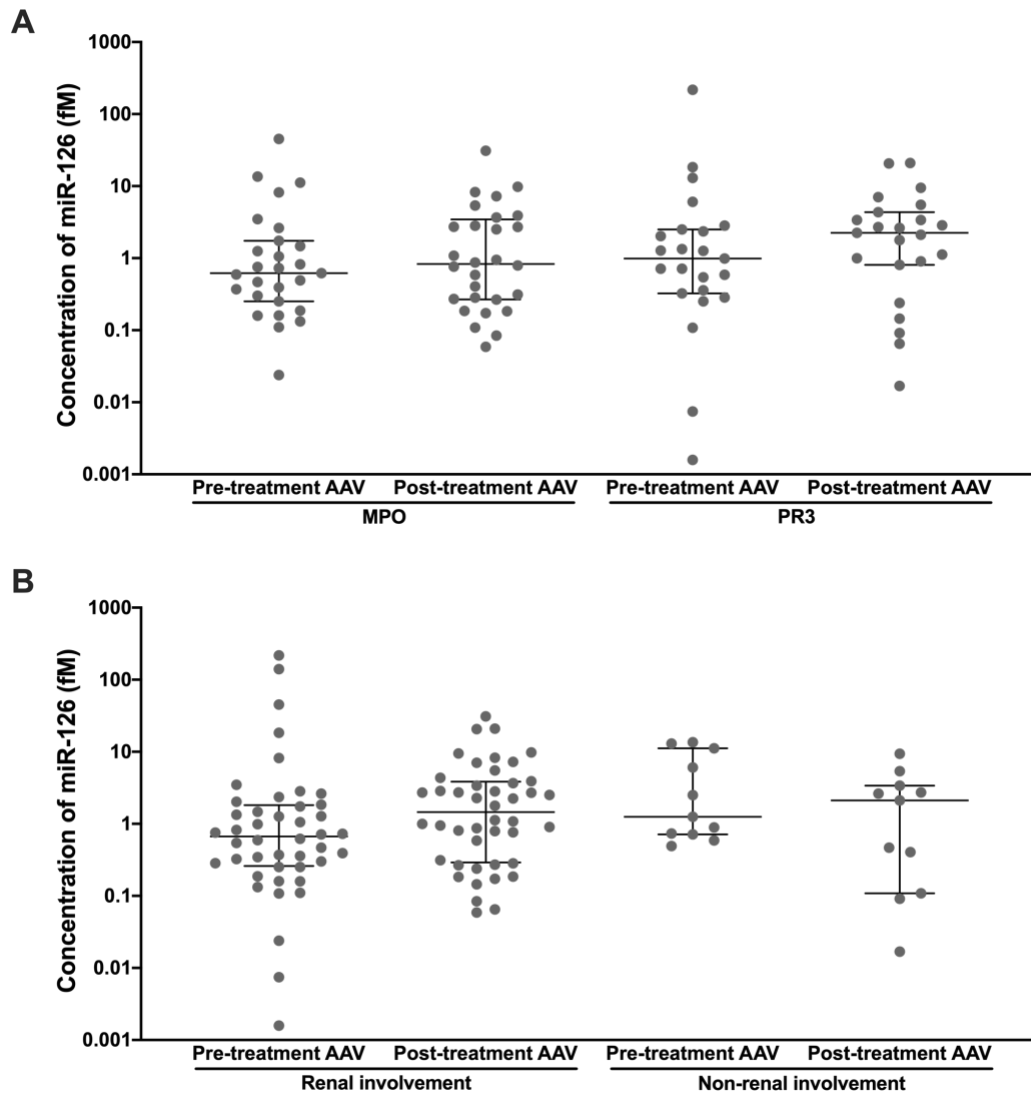 A
Concentration of miR-126 (fM)
1000
100
10
1
0.1
0.01
0.001
Pre-treatment AAV Post-treatment AAV Pre-treatment AAV Post-treatment AAV
MPO PR3
B
Concentration of miR-126 (fM)
1000
100
10
1
0.1
0.01
0.001
Pre-treatment AAV Post-treatment AAV Pre-treatment AAV Post-treatment AAV
Renal involvement Non-renal involvement